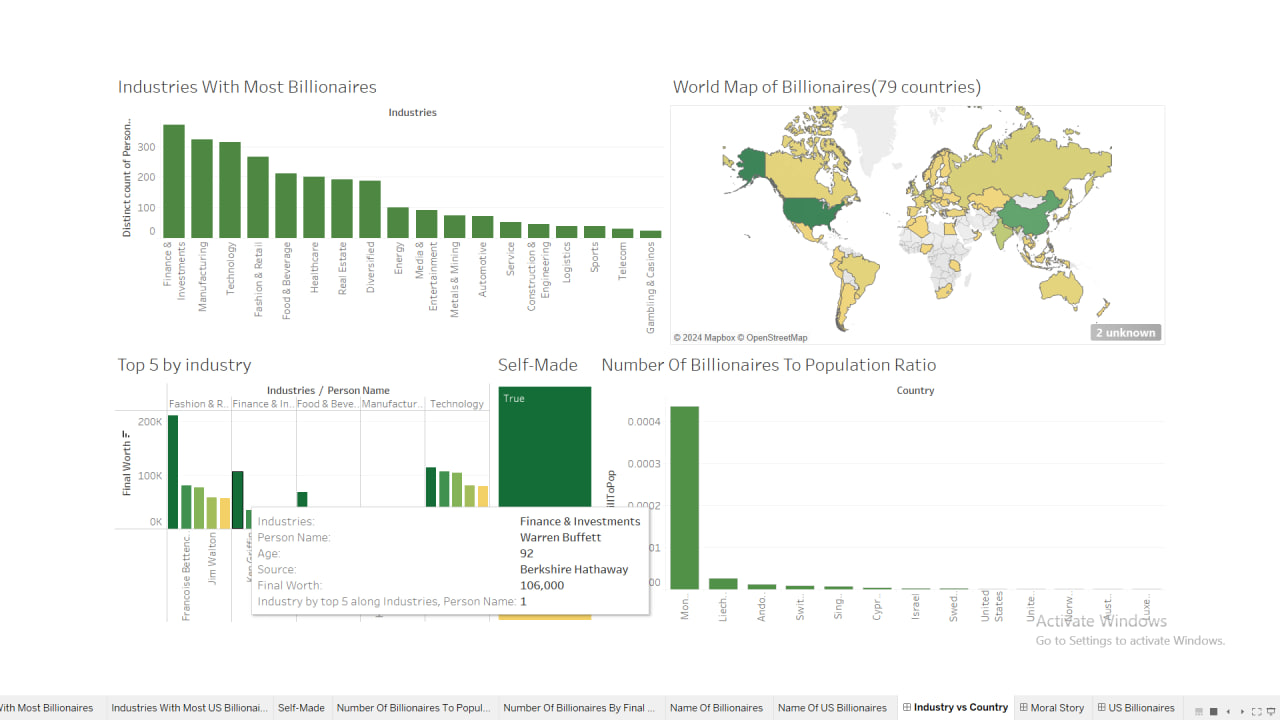 Industries With Most Billionaires
World Map of Billionaires(79 countries)
Industries
Distinct count of Person..
300
200
100
0
Finance &
Investments
Manufacturing
Technology
Fashion & Retail
Food & Beverage
Healthcare
Real Estate
Diversified
Energy
Media &
Entertainment
Metals & Mining
Automotive
Service
Construction &
Engineering
Logistics
Sports
Telecom
Gambling & Casinos
© 2024 Mapbox © OpenStreetMap
2 unknown
Top 5 by industry
Self-Made
Number Of Billionaires To Population Ratio
Industries / Person Name
Fashion & R..
Finance & In..
Food & Beve..
Manufactur..
Technology
Final Worth
200K
100K
0K
Francoise Bettenc..
Jim Walton
Ken Griffin
True
Industries: Finance & Investments
Person Name: Warren Buffett
Age: 92
Source: Berkshire Hathaway
Final Worth: 106,000
Industry by top 5 along Industries, Person Name: 1
Country
illToPop
0.0004
0.0003
0.0002
01
00
Mon..
Liech..
Ando..
Swit..
Sing..
Cypr..
Israel
Swed..
United
States
Unite..
Norw..
Aust..
Luxe..
Activate Windows
Go to Settings to activate Windows.
With Most Billionaires
Industries With Most US Billionai...
Self-Made
Number Of Billionaires To Popul...
Number Of Billionaires By Final ...
Name Of Billionaires
Name Of US Billionaires
Industry vs Country
Moral Story
US Billionaires